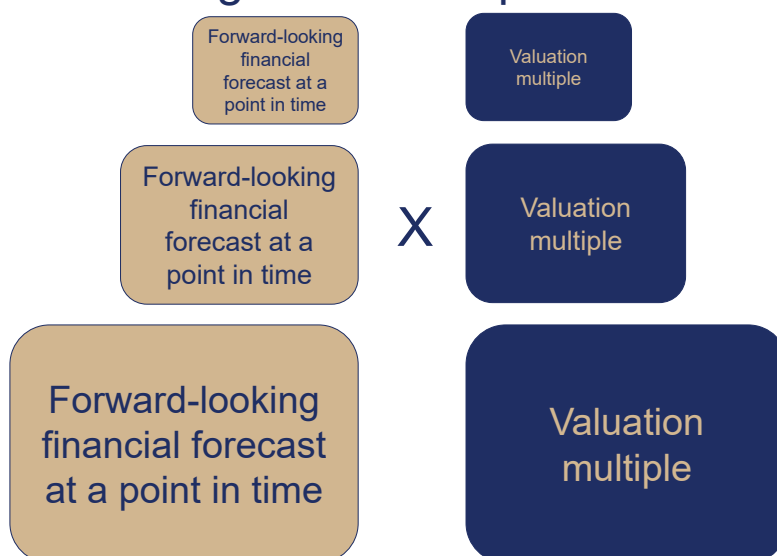 Forward-looking
financial
forecast at a
point in time
Valuation
multiple
Forward-looking
financial
forecast at a
point in time
X
Valuation
multiple
Forward-looking
financial forecast
at a point in time
Valuation
multiple